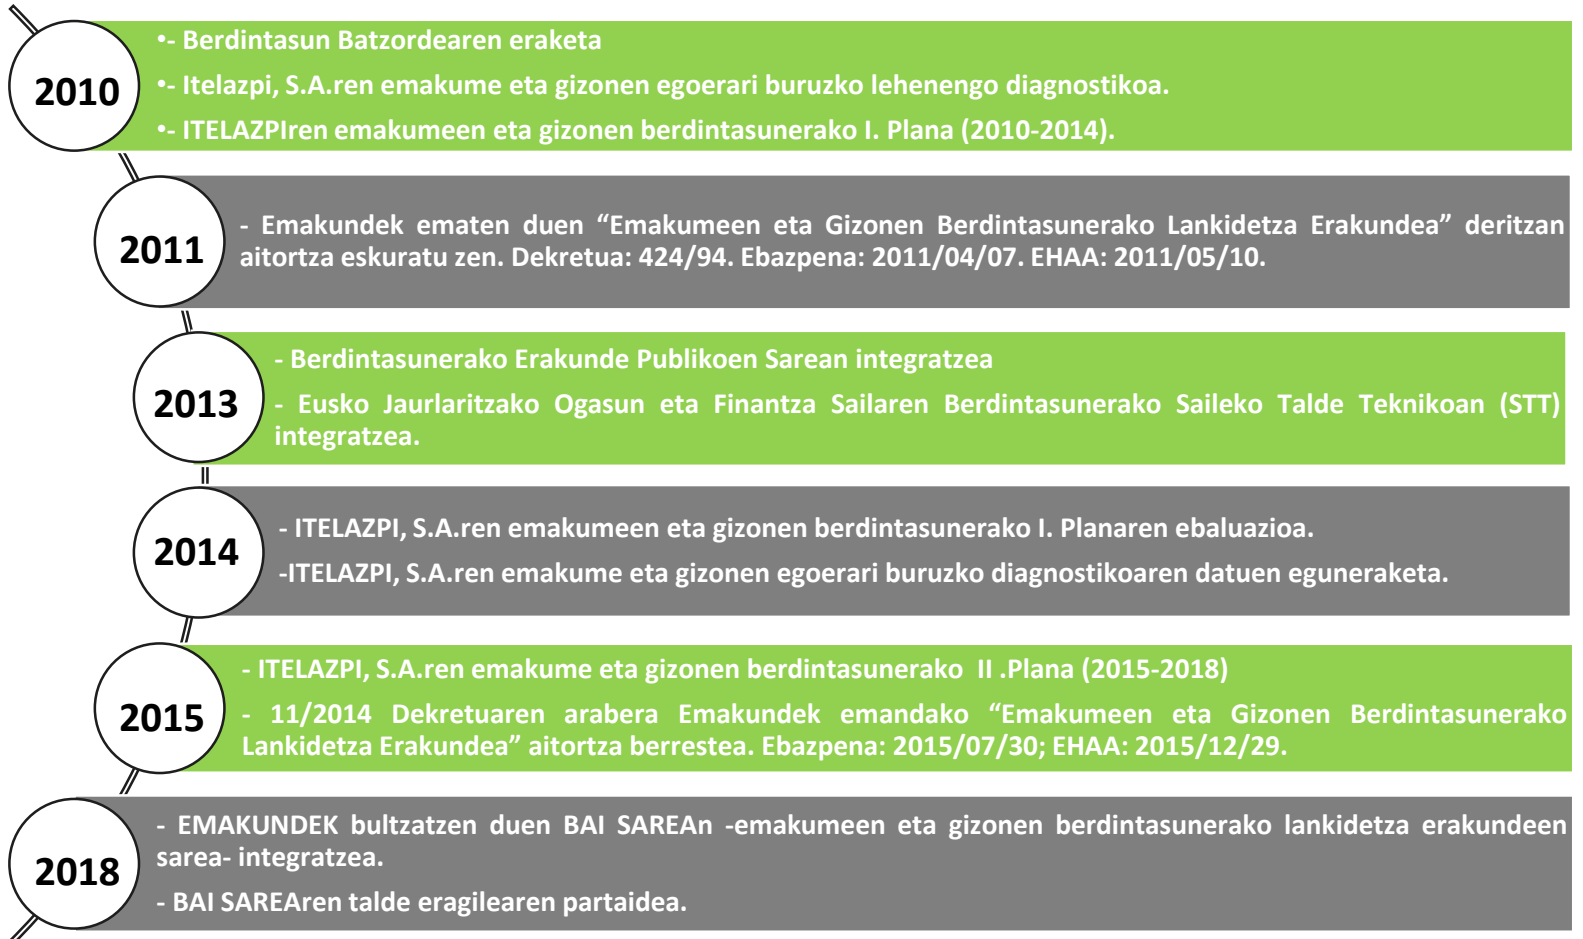 2010
•- Berdintasun Batzordearen eraketa
•- Itelazpi, S.A.ren emakume eta gizonen egoerari buruzko lehenengo diagnostikoa.
•- ITELAZPIren emakumeen eta gizonen berdintasunerako I. Plana (2010-2014).
2011
- Emakundek ematen duen “Emakumeen eta Gizonen Berdintasunerako Lankidetza Erakundea” deritzan
aitortza eskuratu zen. Dekretua: 424/94. Ebazpena: 2011/04/07. EHAA: 2011/05/10.
2013
- Berdintasunerako Erakunde Publikoen Sarean integratzea
- Eusko Jaurlaritzako Ogasun eta Finantza Sailaren Berdintasunerako Saileko Talde Teknikoan (STT)
integratzea.
2014
- ITELAZPI, S.A.ren emakumeen eta gizonen berdintasunerako I. Planaren ebaluazioa.
-ITELAZPI, S.A.ren emakume eta gizonen egoerari buruzko diagnostikoaren datuen eguneraketa.
2015
- ITELAZPI, S.A.ren emakume eta gizonen berdintasunerako  II .Plana (2015-2018)
- 11/2014 Dekretuaren arabera Emakundek emandako “Emakumeen eta Gizonen Berdintasunerako
Lankidetza Erakundea” aitortza berrestea. Ebazpena: 2015/07/30; EHAA: 2015/12/29.
2018
- EMAKUNDEK bultzatzen duen BAI SAREAn -emakumeen eta gizonen berdintasunerako lankidetza erakundeen
sarea- integratzea.
- BAI SAREAren talde eragilearen partaidea.